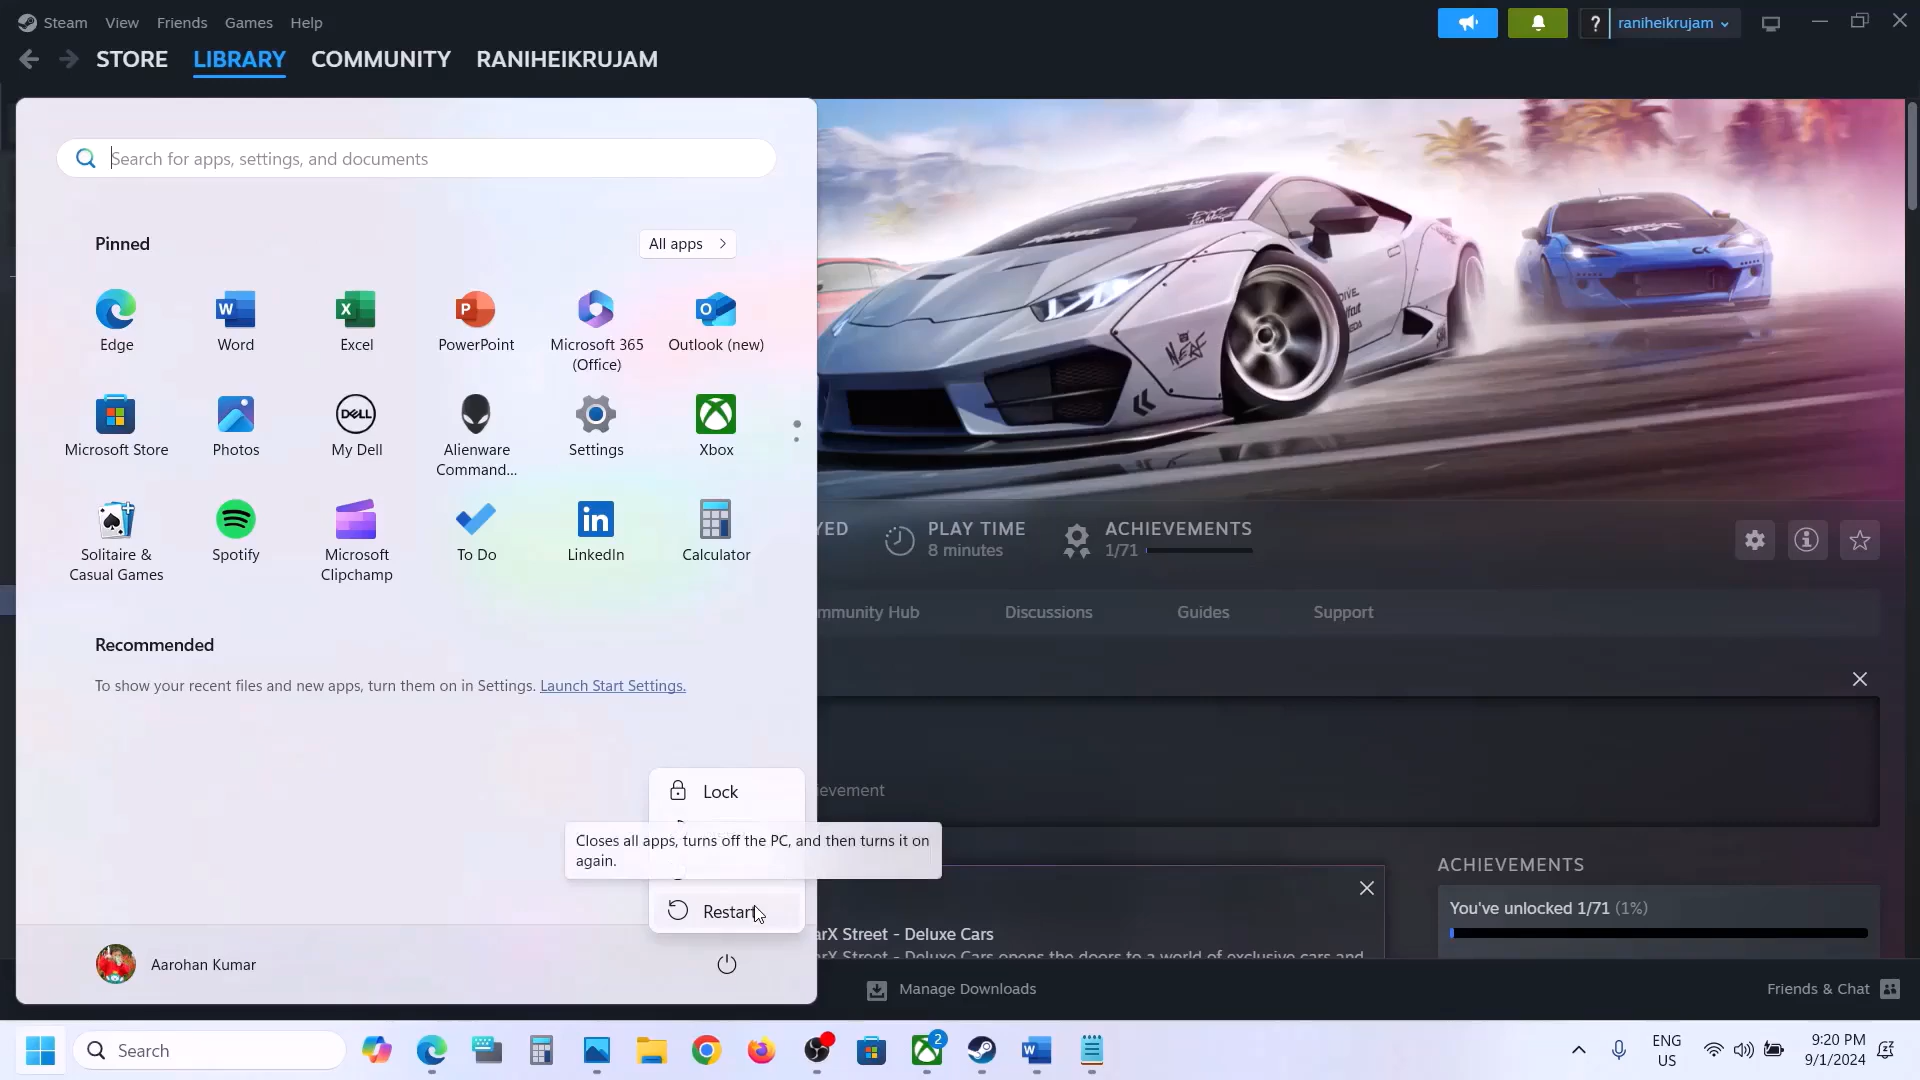 Steam View Friends Games Help
raniheikrujam
?
STORE LIBRARY COMMUNITY RANIHEIKRUJAM
Search for apps, settings, and documents
Pinned
All apps
Edge
Word
Excel
PowerPoint
Microsoft 365
(Office)
Outlook (new)
Microsoft Store
Photos
My Dell
Alienware
Command...
Settings
Xbox
Solitaire &
Casual Games
Spotify
Microsoft
Clipchamp
To Do
LinkedIn
Calculator
Recommended
To show your recent files and new apps, turn them on in Settings. Launch Start Settings.
Lock
Closes all apps, turns off the PC, and then turns it on
again.
Restart
Aarohan Kumar
YED
PLAY TIME
8 minutes
ACHIEVEMENTS
1/71
mmunity Hub
Discussions
Guides
Support
ievement
arX Street - Deluxe Cars
arX Street - Deluxe Cars opens the doors to a world of exclusive cars and
ACHIEVEMENTS
You've unlocked 1/71 (1%)
Manage Downloads
Friends & Chat
Search
2
ENG
US
9:20 PM
9/1/2024